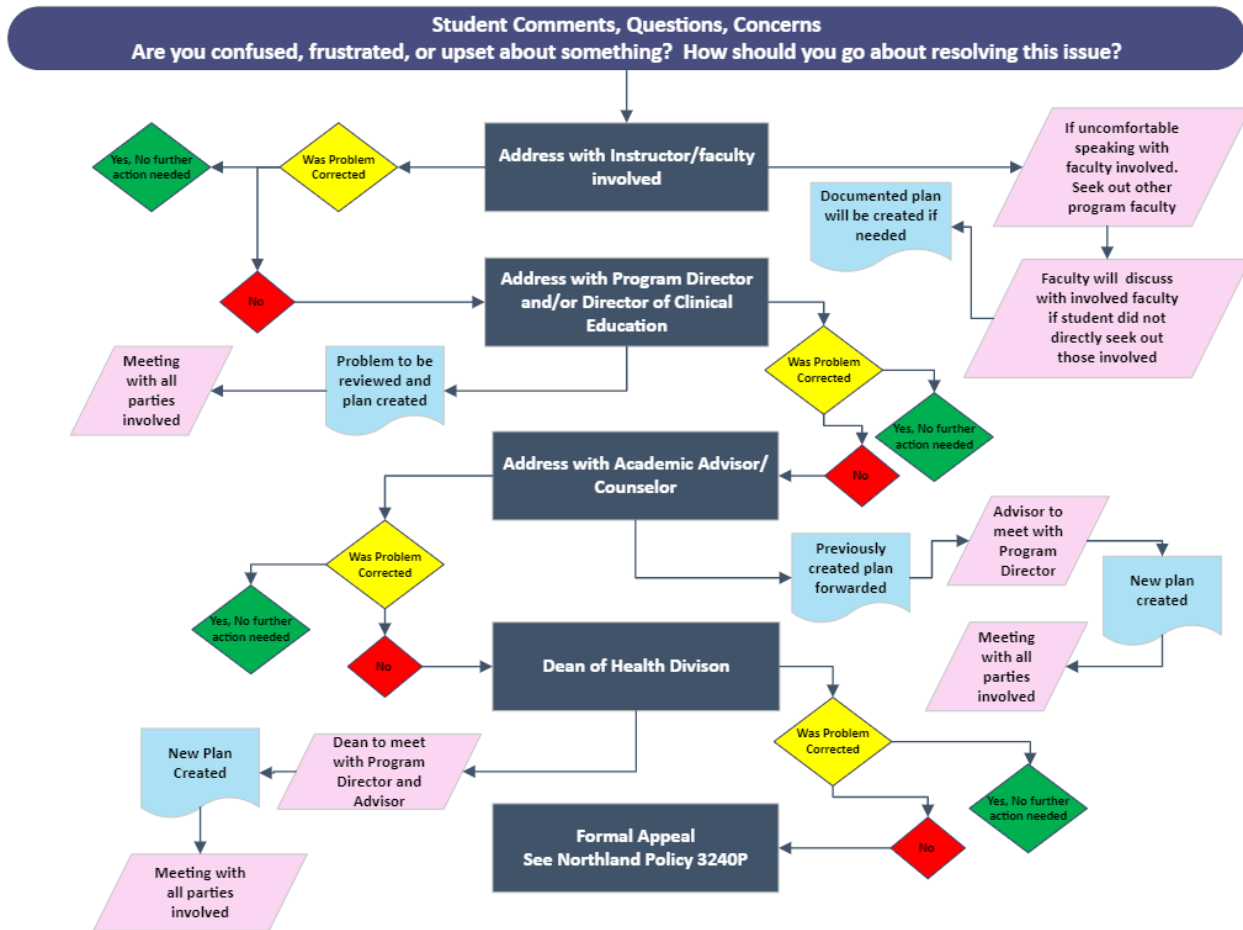 Student Comments, Questions, Concerns
Are you confused, frustrated, or upset about something?  How should you go about resolving this issue?
Yes, No further
action needed
Was Problem
Corrected
Address with Instructor/faculty
involved
If uncomfortable
speaking with
faculty involved.
Seek out other
program faculty
Documented plan
will be created if
needed
No
Address with Program Director
and/or Director of Clinical
Education
Faculty will  discuss
with involved faculty
if student did not
directly seek out
those involved
Meeting
with all
parties
involved
Problem to be
reviewed and
plan created
Was Problem
Corrected
Yes, No further
action needed
No
Address with Academic Advisor/
Counselor
Was Problem
Corrected
Previously
created plan
forwarded
Advisor to
meet with
Program
Director
New plan
created
Yes, No further
action needed
No
Dean of Health Divison
Meeting
with all
parties
involved
Was Problem
Corrected
New Plan
Created
Dean to meet
with Program
Director and
Advisor
Yes, No further
action needed
Formal Appeal
See Northland Policy 3240P
No
Meeting with
all parties
involved